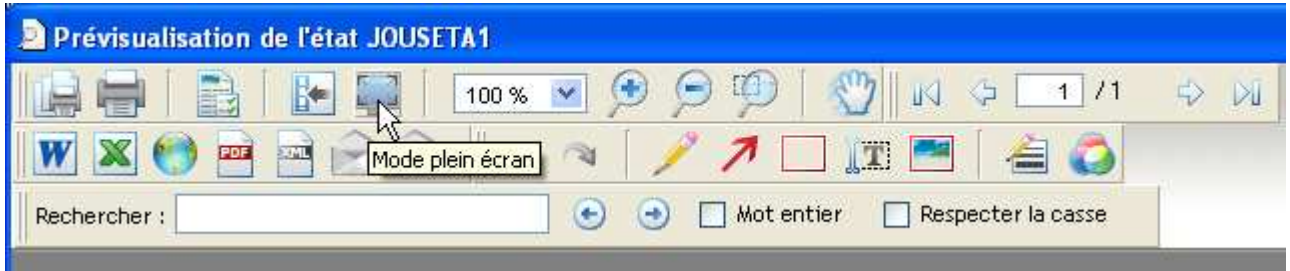 Prévisualisation de l'état JOUSETA1
100 % 1 /1
W X PDF XML Mode plein écran T
Rechercher : Mot entier Respecter la casse